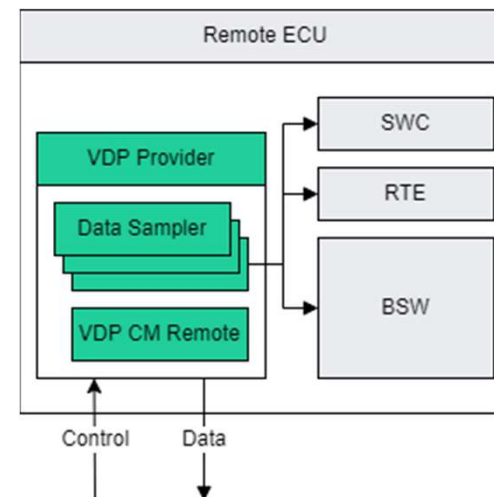 Remote ECU
SWC
VDP Provider
RTE
Data Sampler
BSW
VDP CM Remote
Control
Data